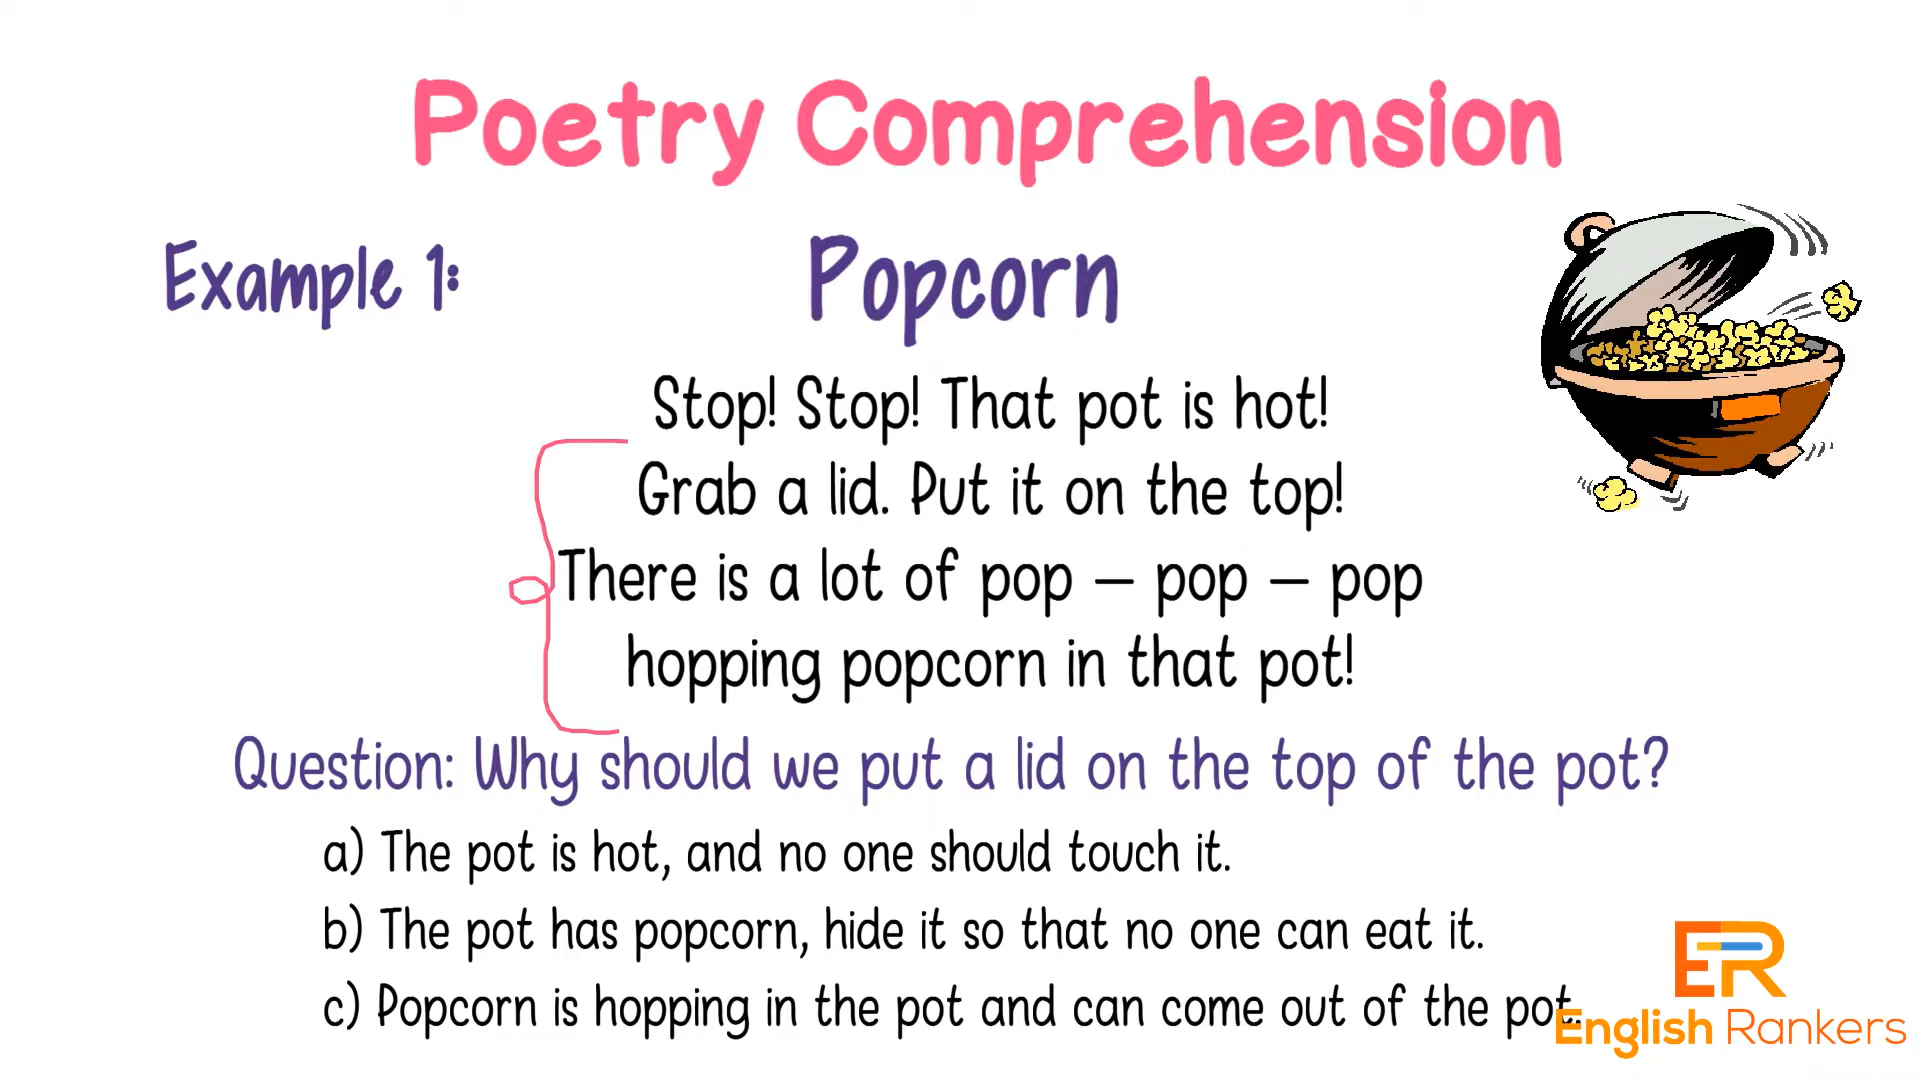 Poetry Comprehension
Example 1:
Popcorn
Stop! Stop! That pot is hot!
Grab a lid. Put it on the top!
There is a lot of pop – pop – pop
hopping popcorn in that pot!
Question: Why should we put a lid on the top of the pot?
a) The pot is hot, and no one should touch it.
b) The pot has popcorn, hide it so that no one can eat it.
c) Popcorn is hopping in the pot and can come out of the pot.
ER
English Rankers